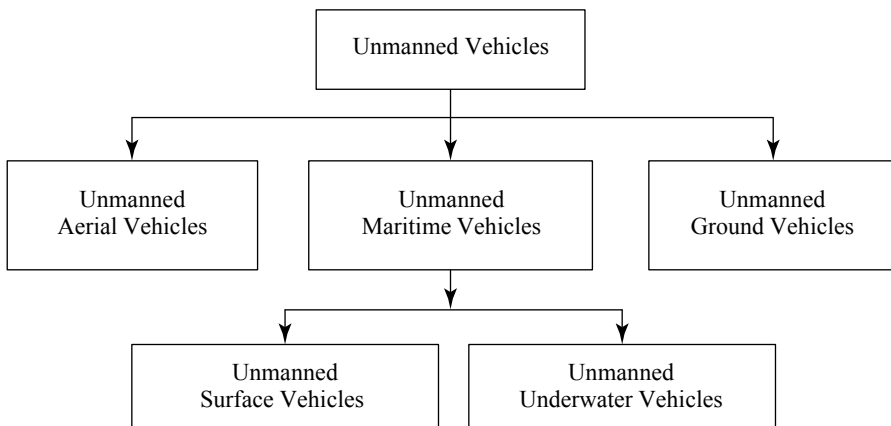 Unmanned Vehicles
Unmanned
Aerial Vehicles
Unmanned
Maritime Vehicles
Unmanned
Ground Vehicles
Unmanned
Surface Vehicles
Unmanned
Underwater Vehicles